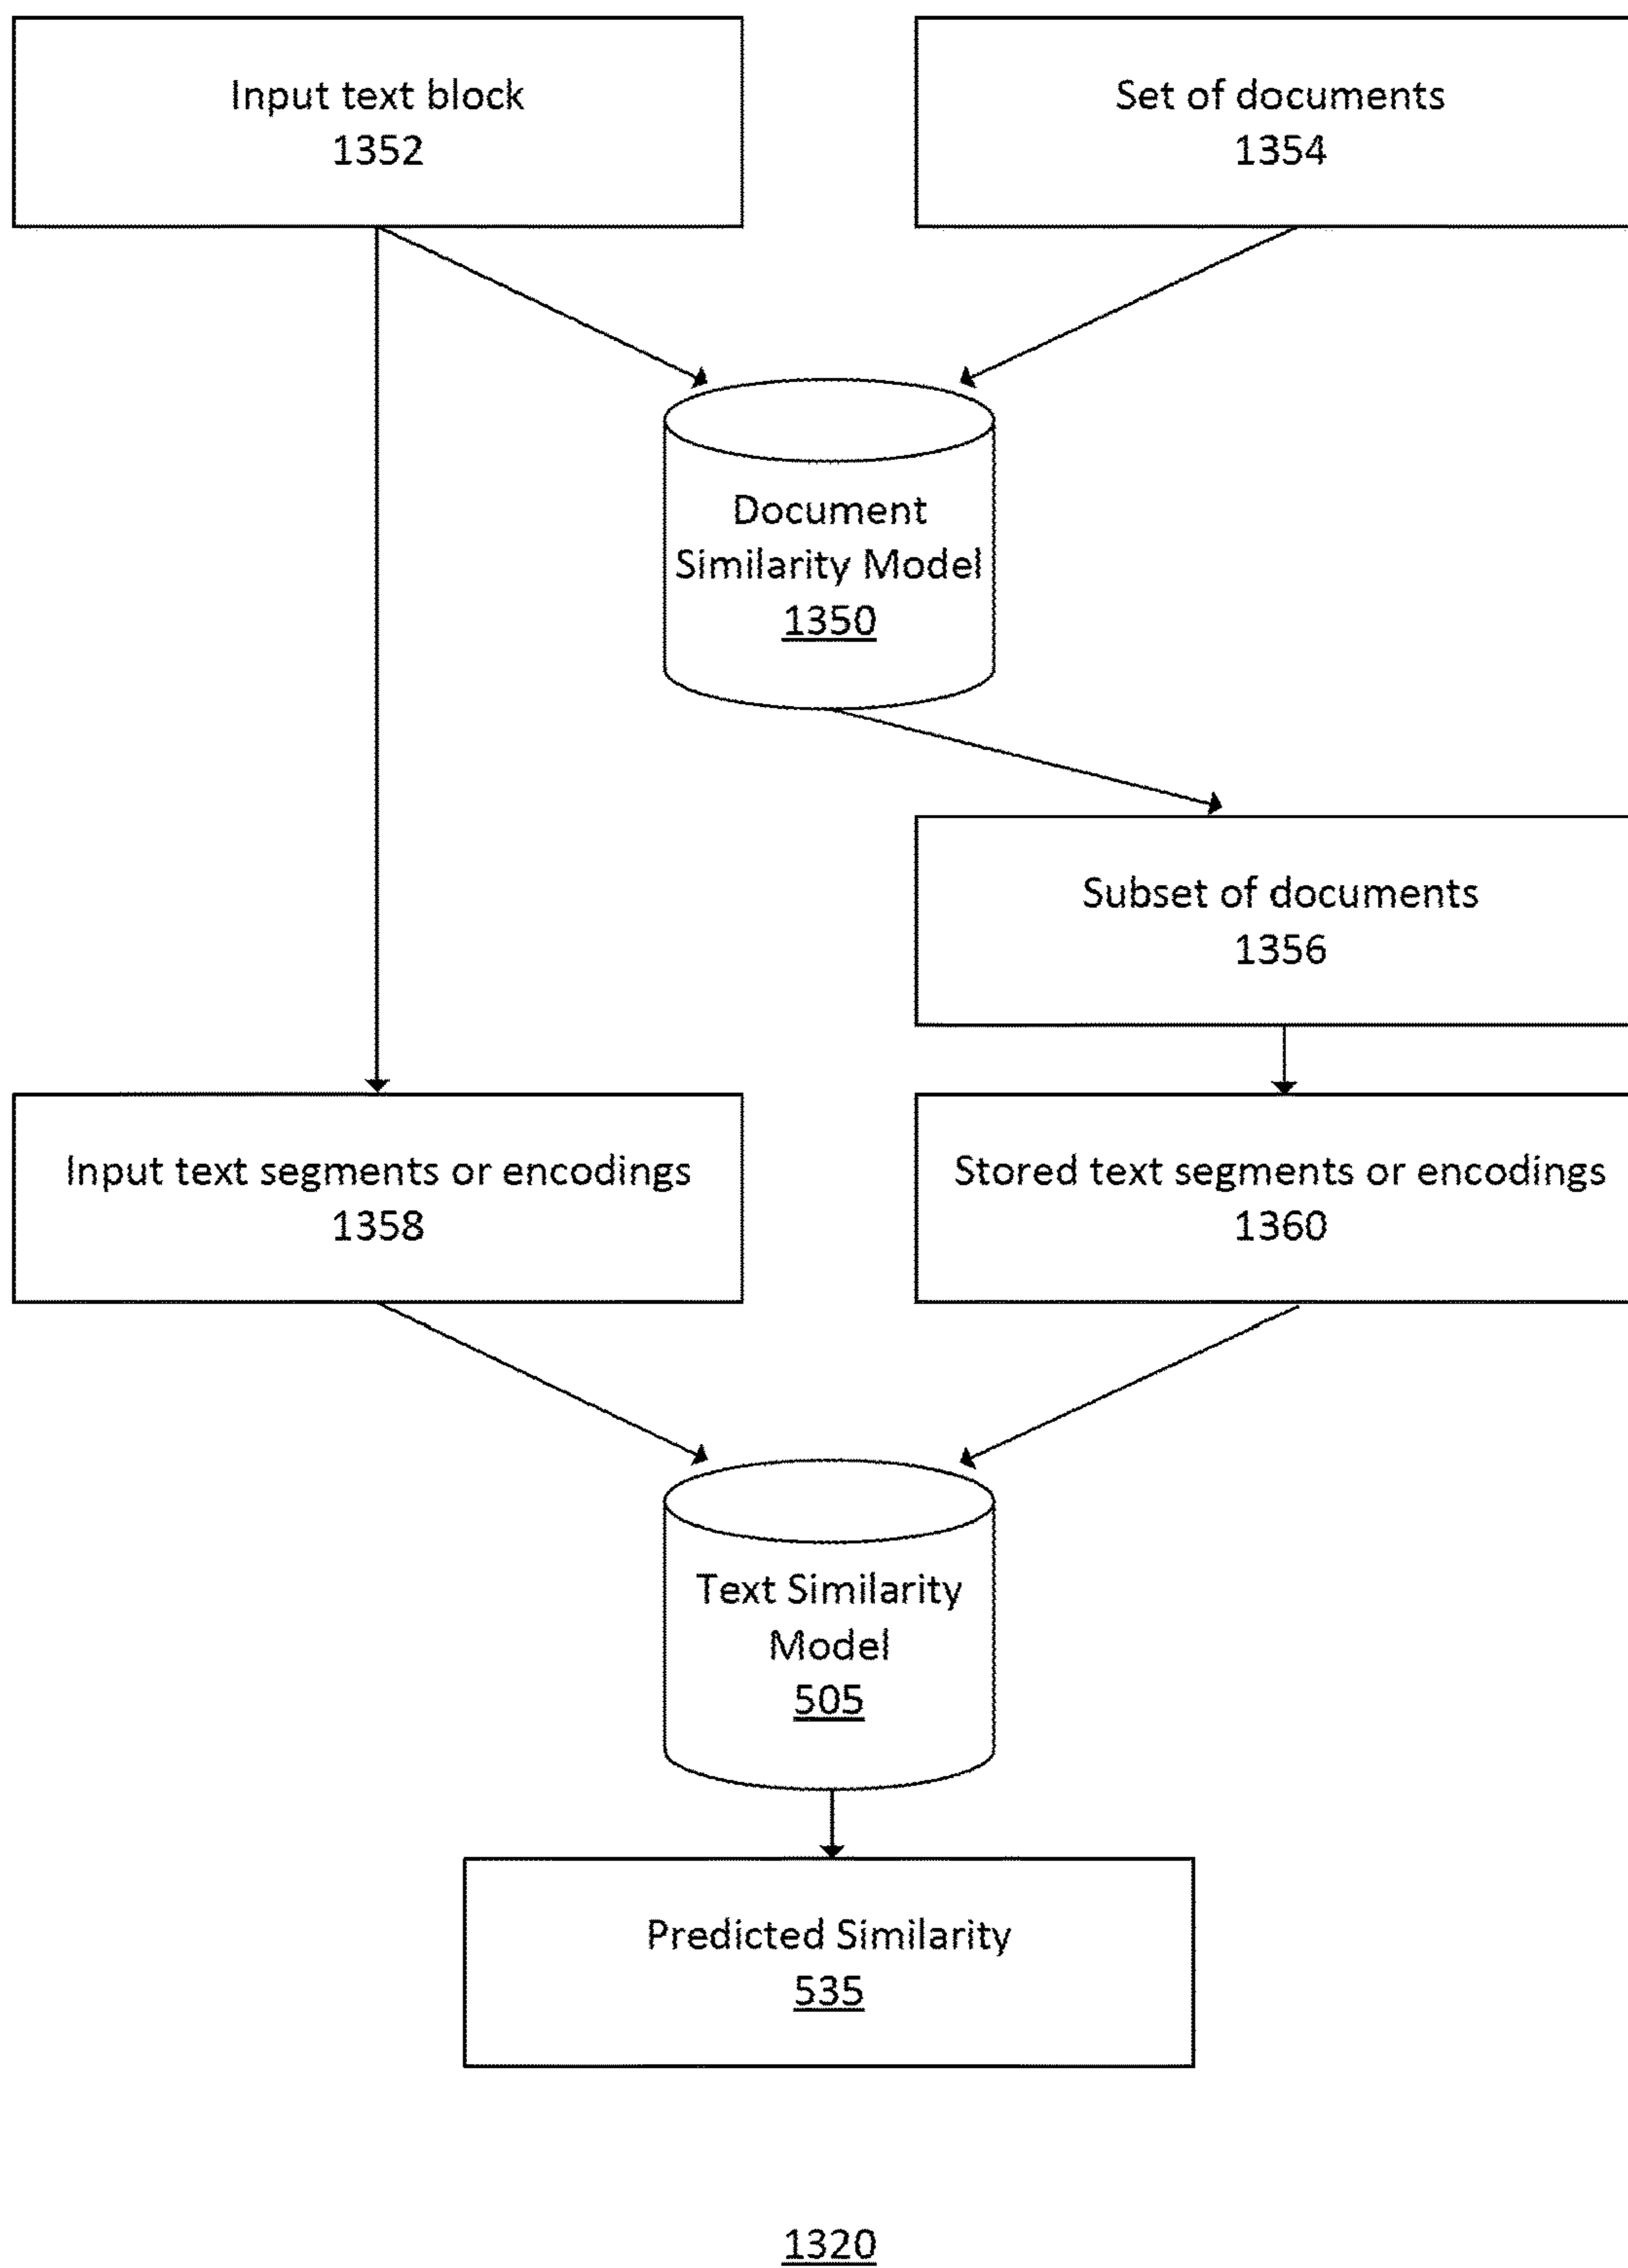 Input text block
1352
Set of documents
1354
Document
Similarity Model
1350
Subset of documents
1356
Input text segments or encodings
1358
Stored text segments or encodings
1360
Text Similarity
Model
505
Predicted Similarity
535
1320